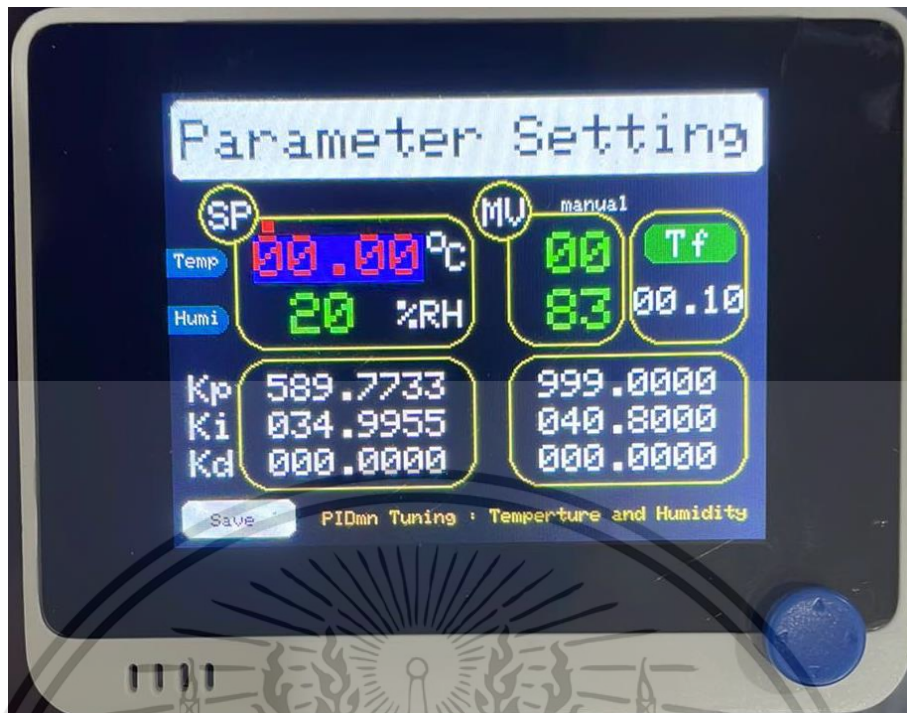 Parameter Setting
SP MV manual
Temp 00.00 °C 00 Tf
Humi 20 %RH 83 00.10
Kp 589.7733 999.0000
Ki 034.9955 040.8000
Kd 000.0000 000.0000
Save PIDmn Tuning : Temperture and Humidity